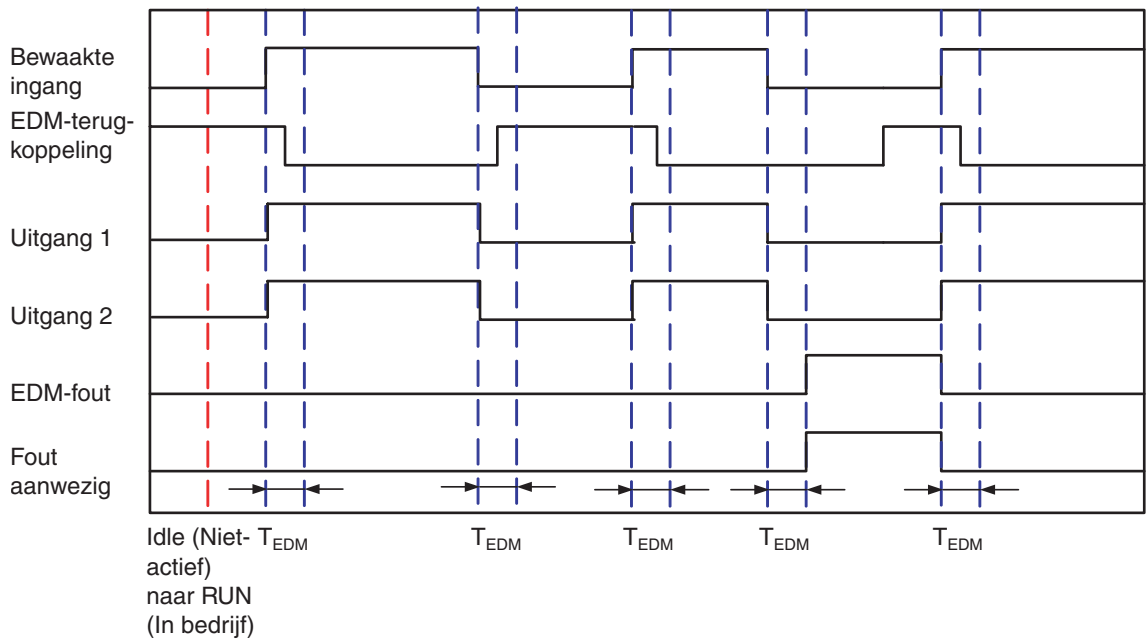 Bewaakte
ingang
EDM-terug-
koppeling
Uitgang 1
Uitgang 2
EDM-fout
Fout
aanwezig
Idle (Niet-
actief)
naar RUN
(In bedrijf)
TEDM
TEDM
TEDM
TEDM
TEDM